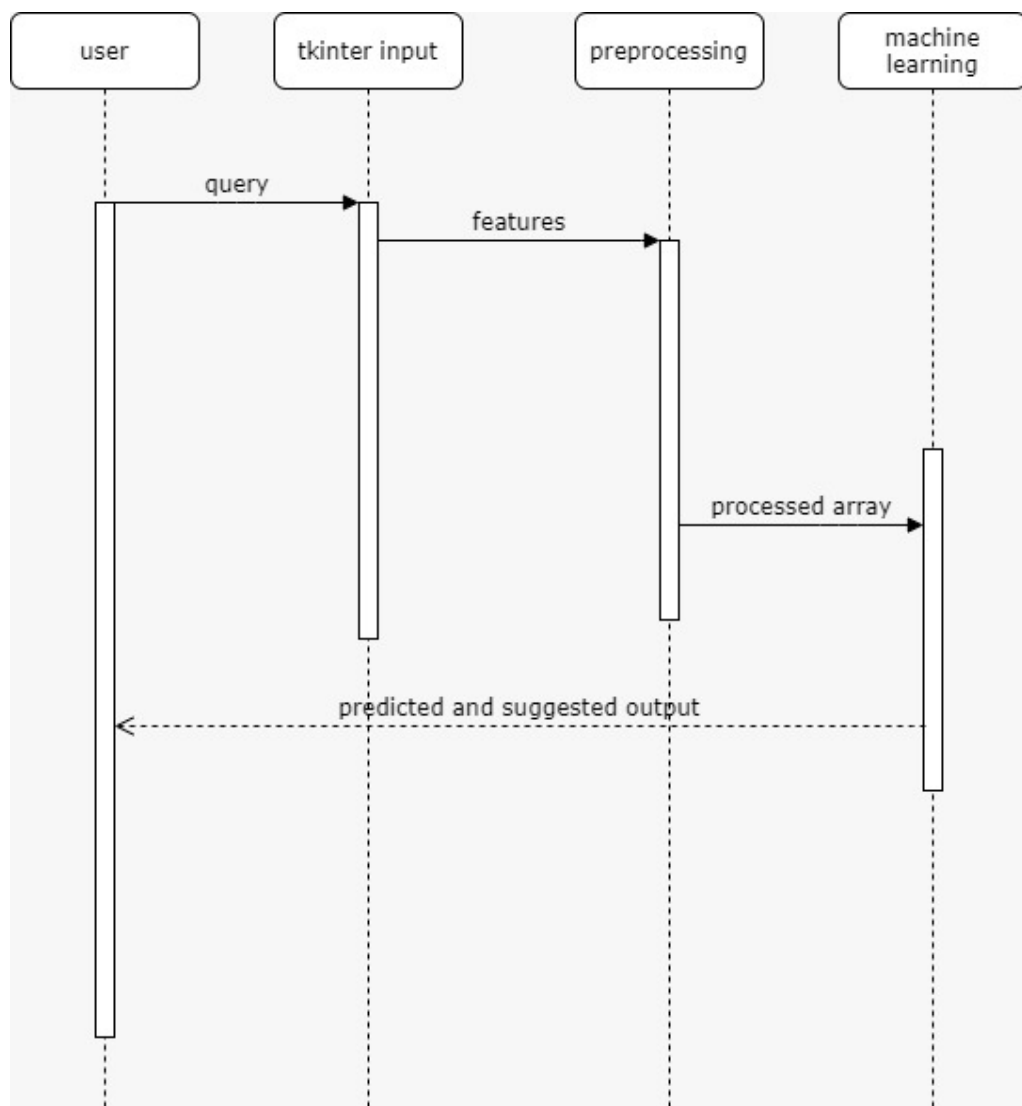 user
tkinter input
preprocessing
machine
learning
query
features
processed array
predicted and suggested output